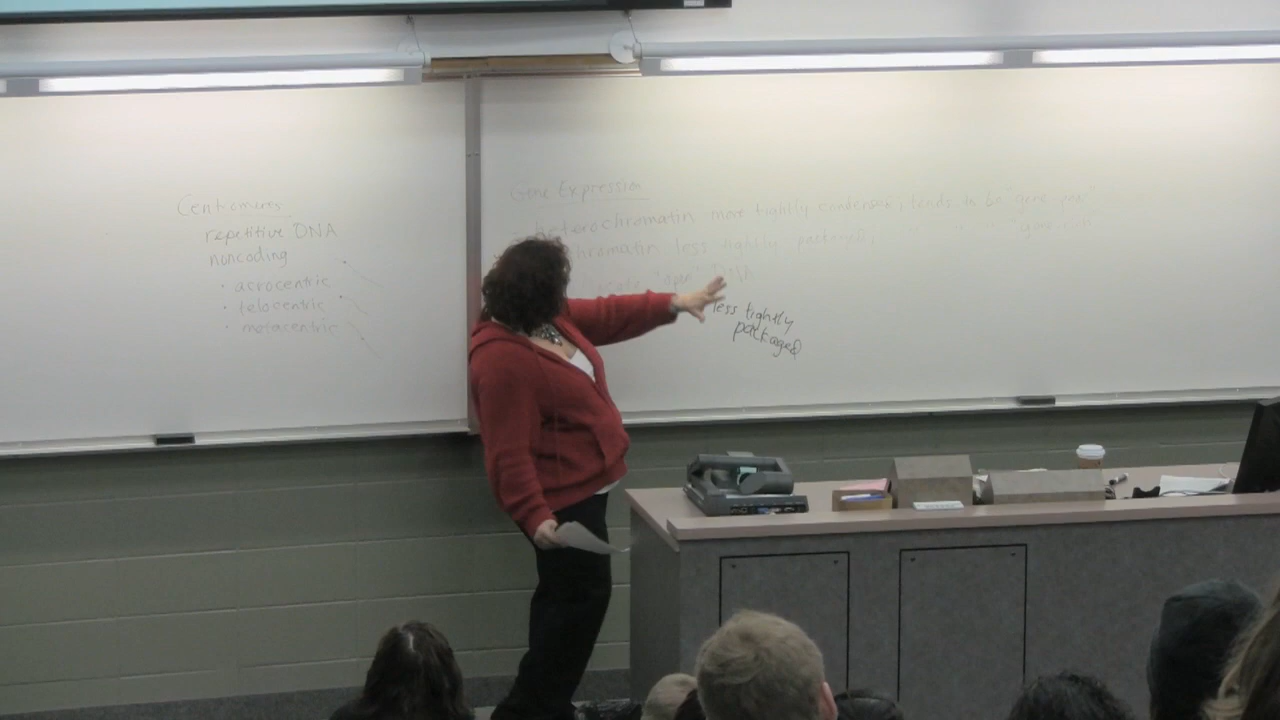 Centromeres
repetitive DNA
noncoding
· acrocentric
· telocentric
· metacentric
Gene Expression
- heterochromatin more tightly condensed, tends to be "gene poor"
chromatin less tightly packaged,
"open"
less tightly
packaged